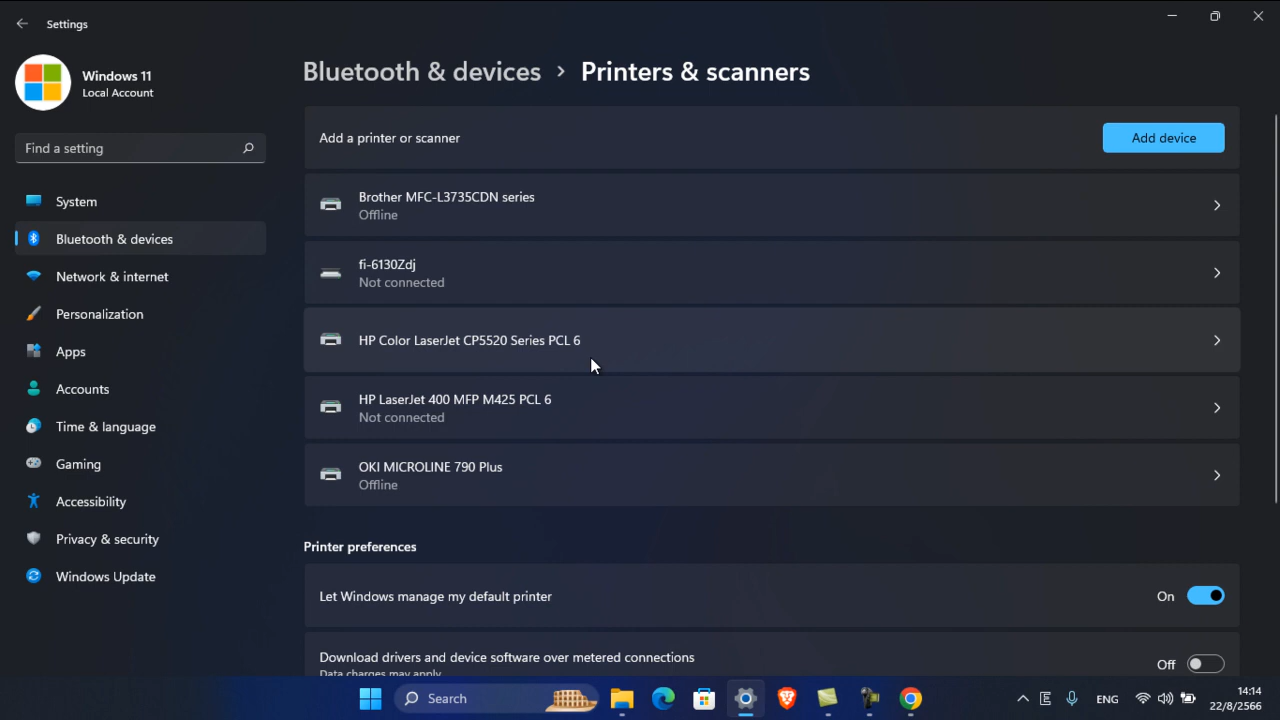 Settings
Windows 11
Local Account
Find a setting
System
Bluetooth & devices
Network & internet
Personalization
Apps
Accounts
Time & language
Gaming
Accessibility
Privacy & security
Windows Update
Bluetooth & devices > Printers & scanners
Add a printer or scanner
Add device
Brother MFC-L3735CDN series
Offline
fi-6130Zdj
Not connected
HP Color LaserJet CP5520 Series PCL 6
HP LaserJet 400 MFP M425 PCL 6
Not connected
OKI MICROLINE 790 Plus
Offline
Printer preferences
Let Windows manage my default printer
On
Download drivers and device software over metered connections
Data charges may apply
Off
Search
ENG
14:14
22/8/2566